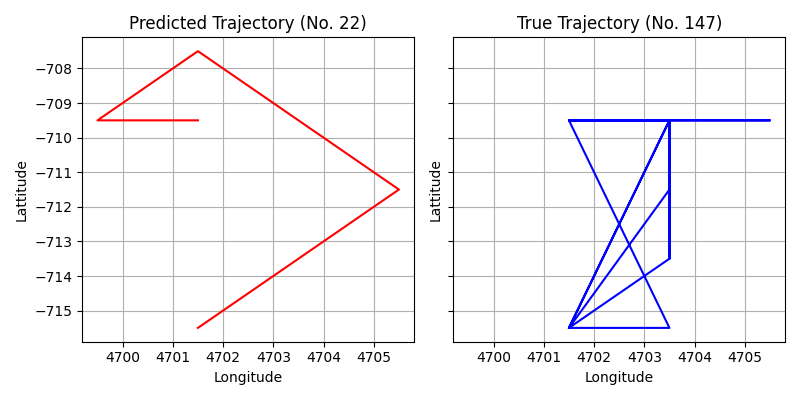 Predicted Trajectory (No. 22)
True Trajectory (No. 147)
Lattitude
−708
−709
−710
−711
−712
−713
−714
−715
4700 4701 4702 4703 4704 4705
Longitude
Lattitude
4700 4701 4702 4703 4704 4705
Longitude